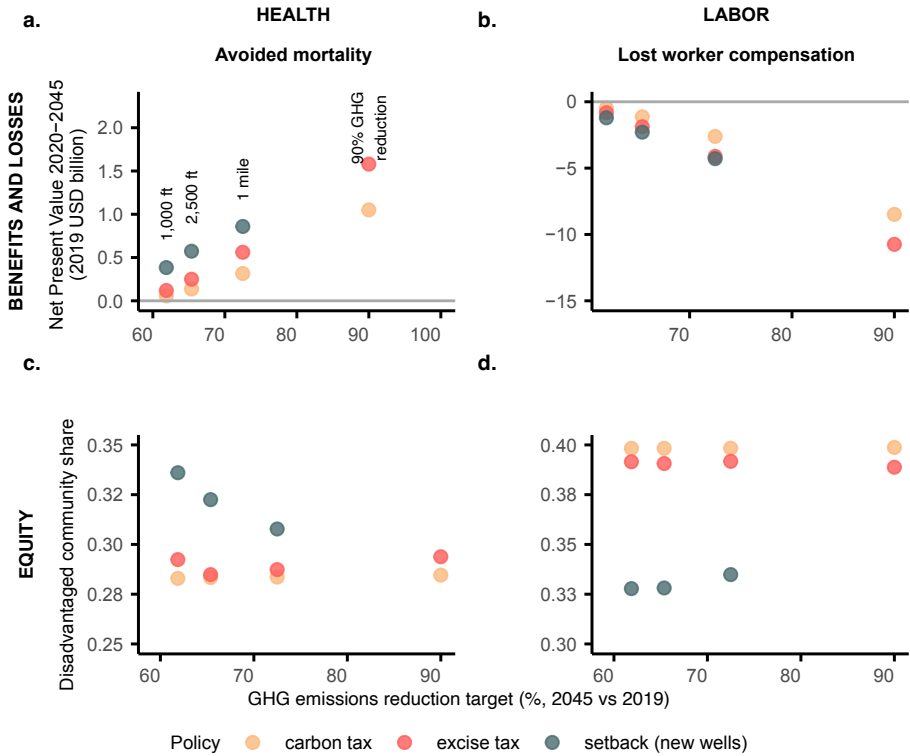 a.
HEALTH
b.
LABOR
Avoided mortality
Lost worker compensation
BENEFITS AND LOSSES
Net Present Value 2020−2045
(2019 USD billion)
2.0
1.5
1.0
0.5
0.0
1,000 ft
2,500 ft
1 mile
90% GHG
reduction
60
70
80
90
100
0
−5
−10
−15
70
80
90
c.
d.
EQUITY
Disadvantaged community share
0.35
0.32
0.30
0.28
0.25
60
70
80
90
0.40
0.38
0.35
0.33
0.30
60
70
80
90
GHG emissions reduction target (%, 2045 vs 2019)
Policy
carbon tax
excise tax
setback (new wells)